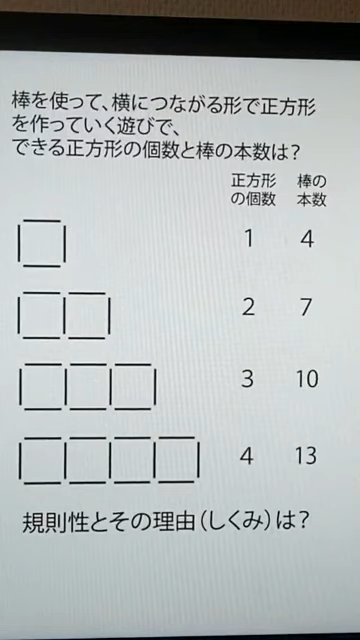 棒を使って、横につながる形で正方形
を作っていく遊びで、
できる正方形の個数と棒の本数は？
正方形の個数 棒の本数
1 4
2 7
3 10
4 13
規則性とその理由（しくみ）は？